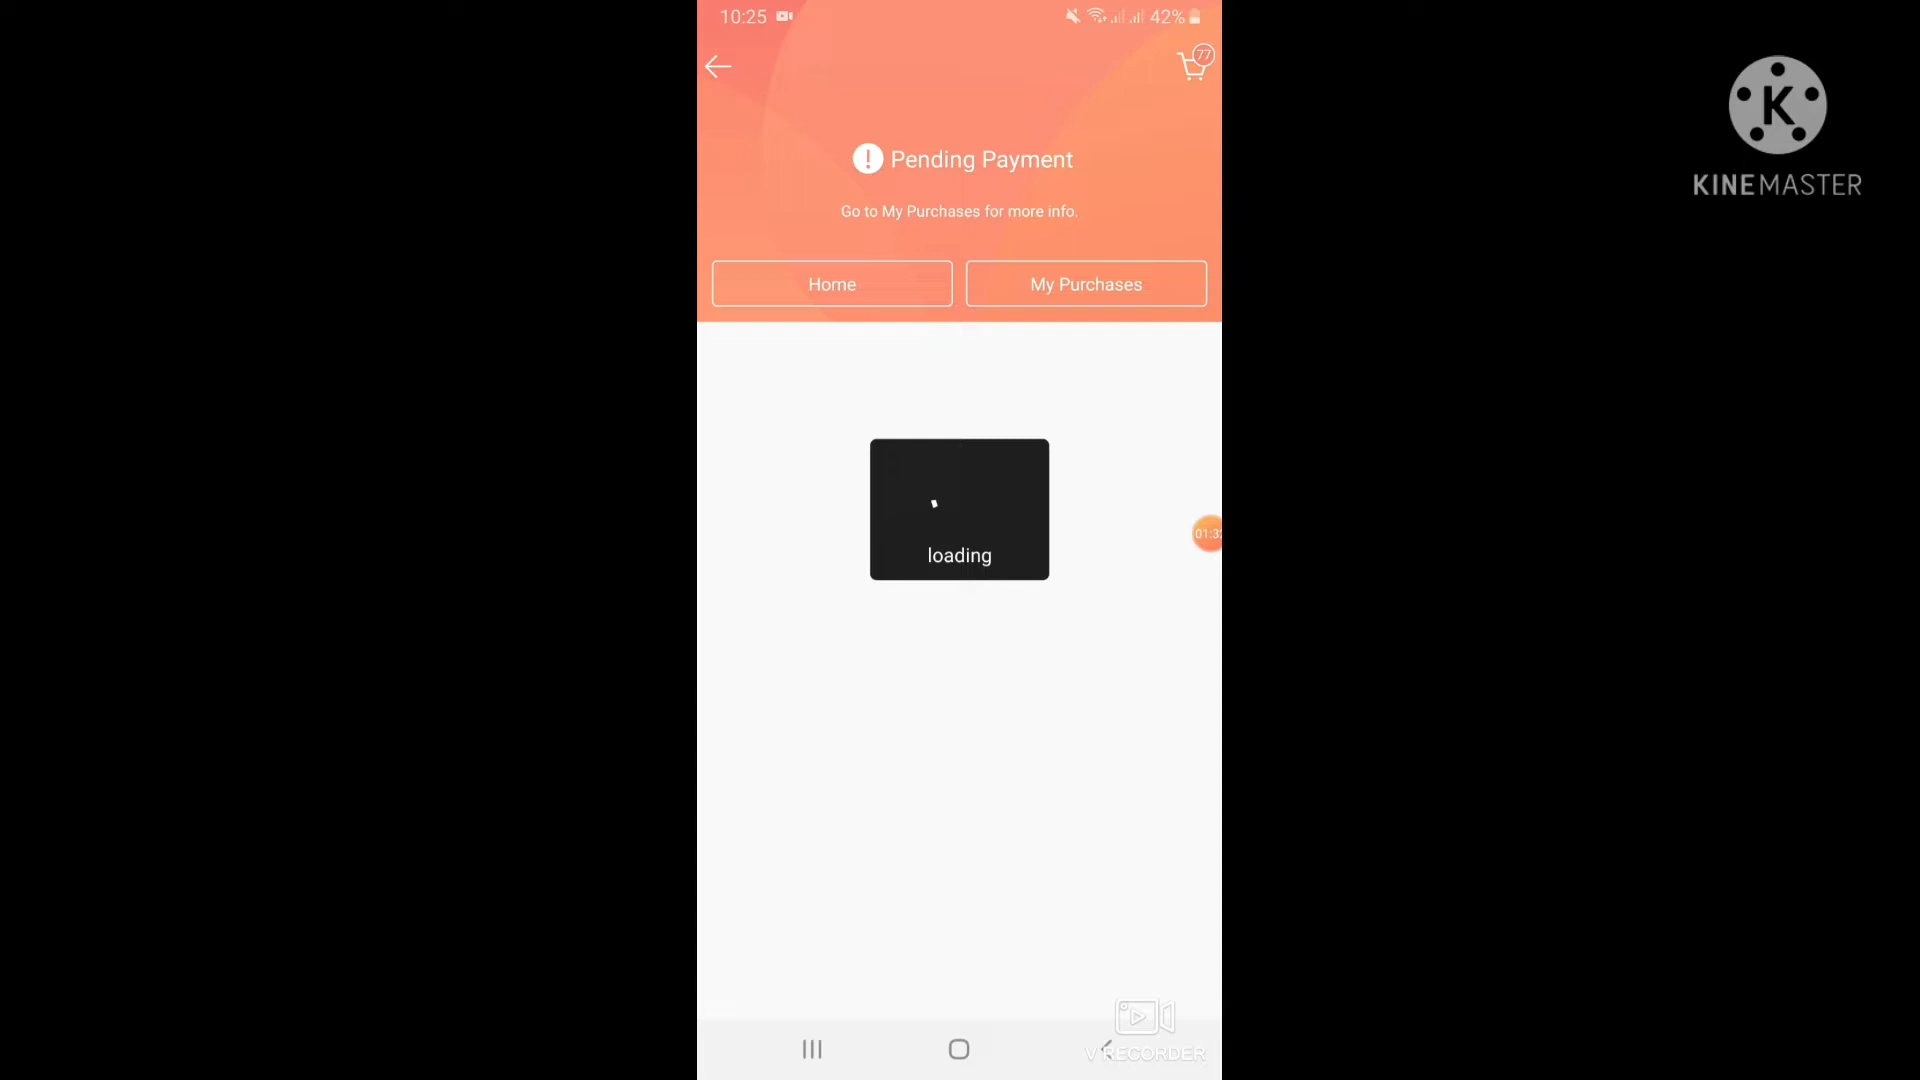 10:25
42%
77
KINEMASTER
! Pending Payment
Go to My Purchases for more info.
Home
My Purchases
loading
V RECORDER